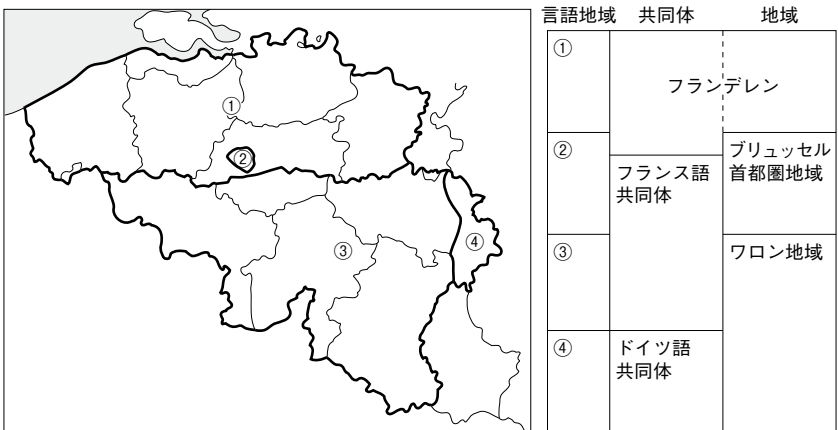 ①
②
③
④
言語地域 共同体 地域
①
フランデレン
②
フランス語
共同体
ブリュッセル
首都圏地域
③
ワロン地域
④
ドイツ語
共同体